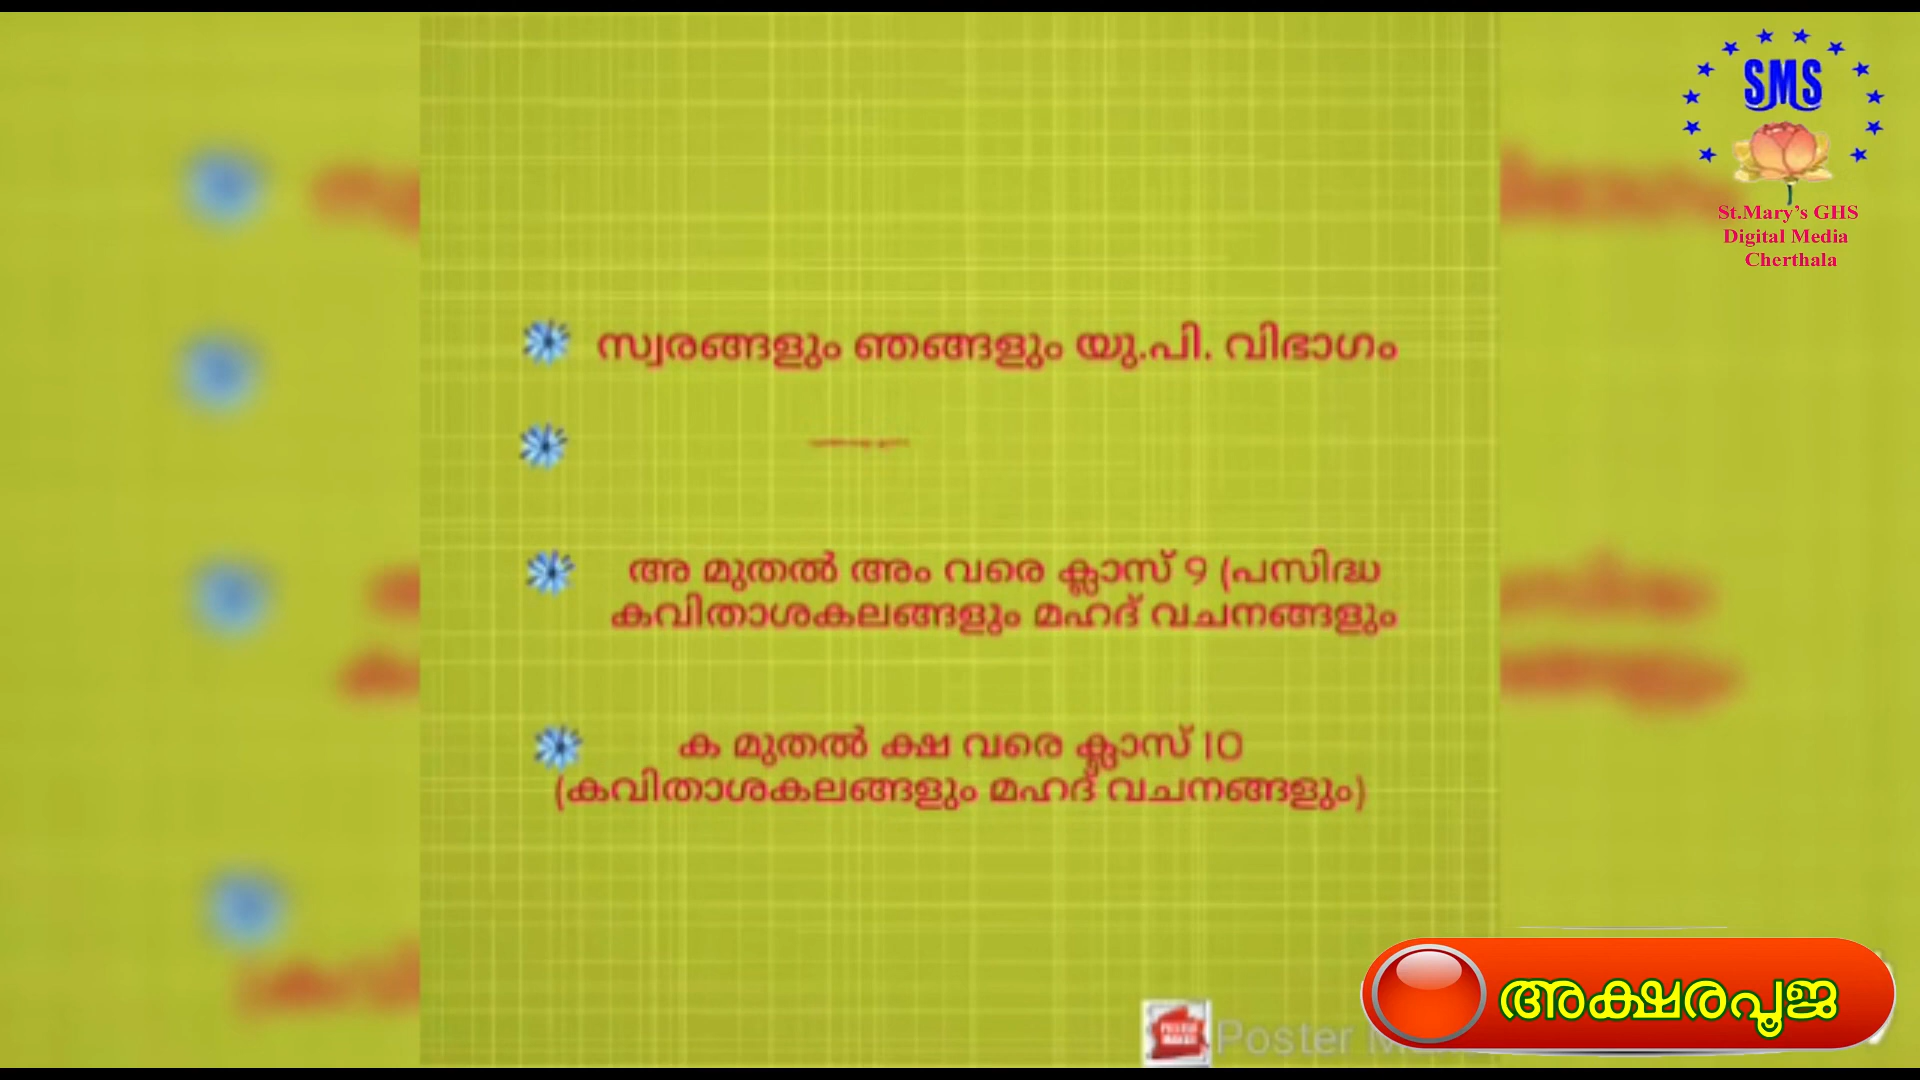 SMS
St.Mary's GHS
Digital Media
Cherthala
സ്വരങ്ങളും ഞങ്ങളും യു.പി. വിഭാഗം
അ മുതൽ അം വരെ ക്ലാസ് 9 (പ്രസിദ്ധ
കവിതാശകലങ്ങളും മഹദ് വചനങ്ങളും
ക മുതൽ ക്ഷ വരെ ക്ലാസ് 10
(കവിതാശകലങ്ങളും മഹദ് വചനങ്ങളും)
അക്ഷരപൂജ
Poster